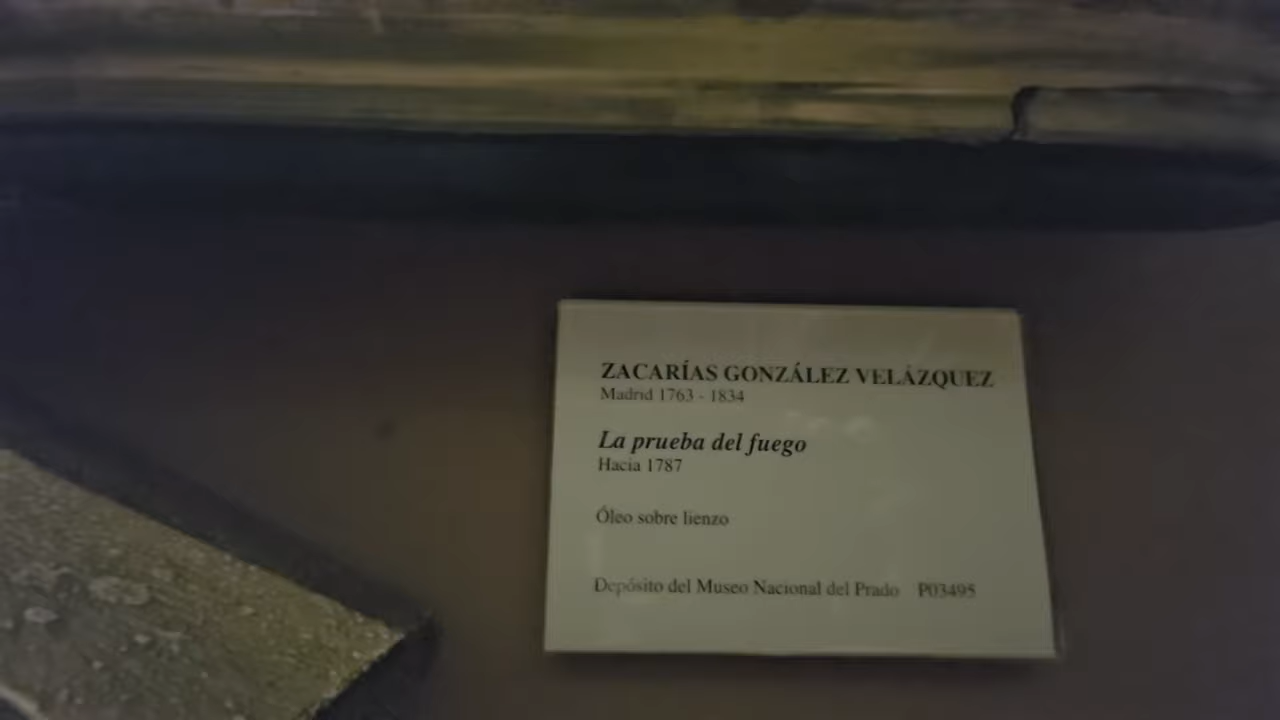 ZACARÍAS GONZÁLEZ VELÁZQUEZ
Madrid 1763 - 1834
La prueba del fuego
Hacia 1787
Óleo sobre lienzo
Depósito del Museo Nacional del Prado P03495